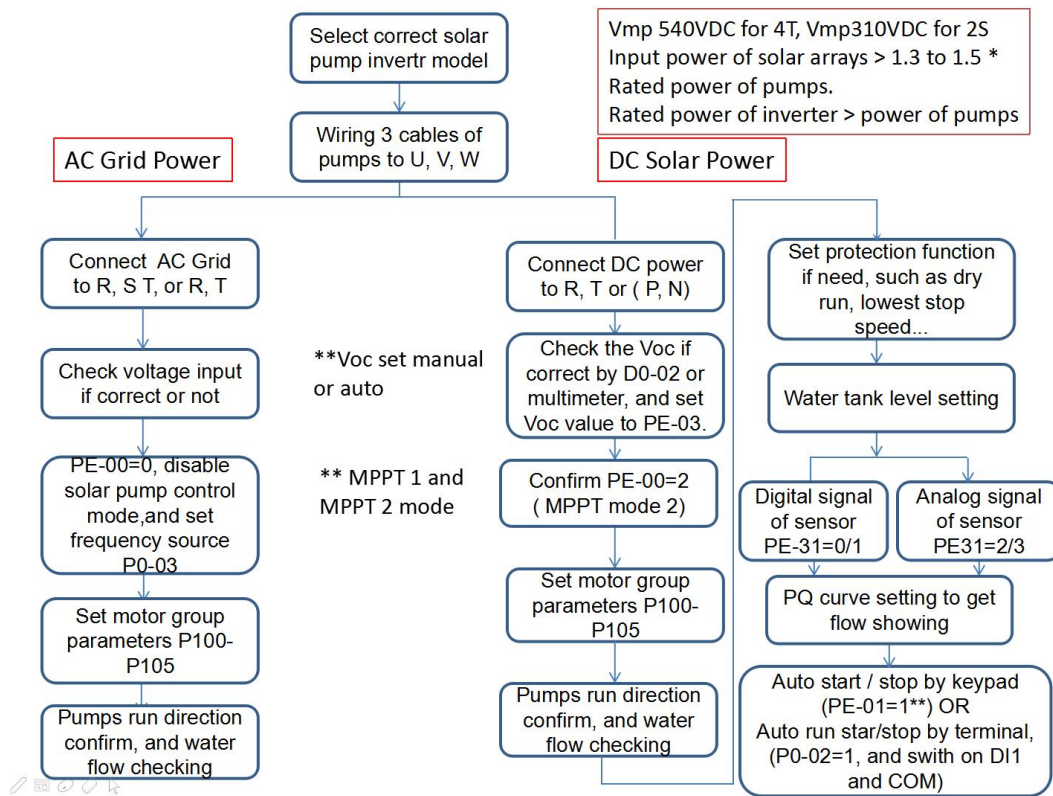 Select correct solar
pump invertr model
Vmp 540VDC for 4T, Vmp310VDC for 2S
Input power of solar arrays > 1.3 to 1.5 *
Rated power of pumps.
Rated power of inverter > power of pumps
Wiring 3 cables of
pumps to U, V, W
AC Grid Power
DC Solar Power
Connect AC Grid
to R, S T, or R, T
Check voltage input
if correct or not
PE-00=0, disable
solar pump control
mode,and set
frequency source
P0-03
Set motor group
parameters P100-
P105
Pumps run direction
confirm, and water
flow checking
Connect DC power
to R, T or ( P, N)
**Voc set manual
or auto
Check the Voc if
correct by D0-02 or
multimeter, and set
Voc value to PE-03.
** MPPT 1 and
MPPT 2 mode
Confirm PE-00=2
( MPPT mode 2)
Set motor group
parameters P100-
P105
Pumps run direction
confirm, and water
flow checking
Set protection function
if need, such as dry
run, lowest stop
speed...
Water tank level setting
Digital signal
of sensor
PE-31=0/1
Analog signal
of sensor
PE31=2/3
PQ curve setting to get
flow showing
Auto start / stop by keypad
(PE-01=1**) OR
Auto run star/stop by terminal,
(P0-02=1, and swith on DI1
and COM)